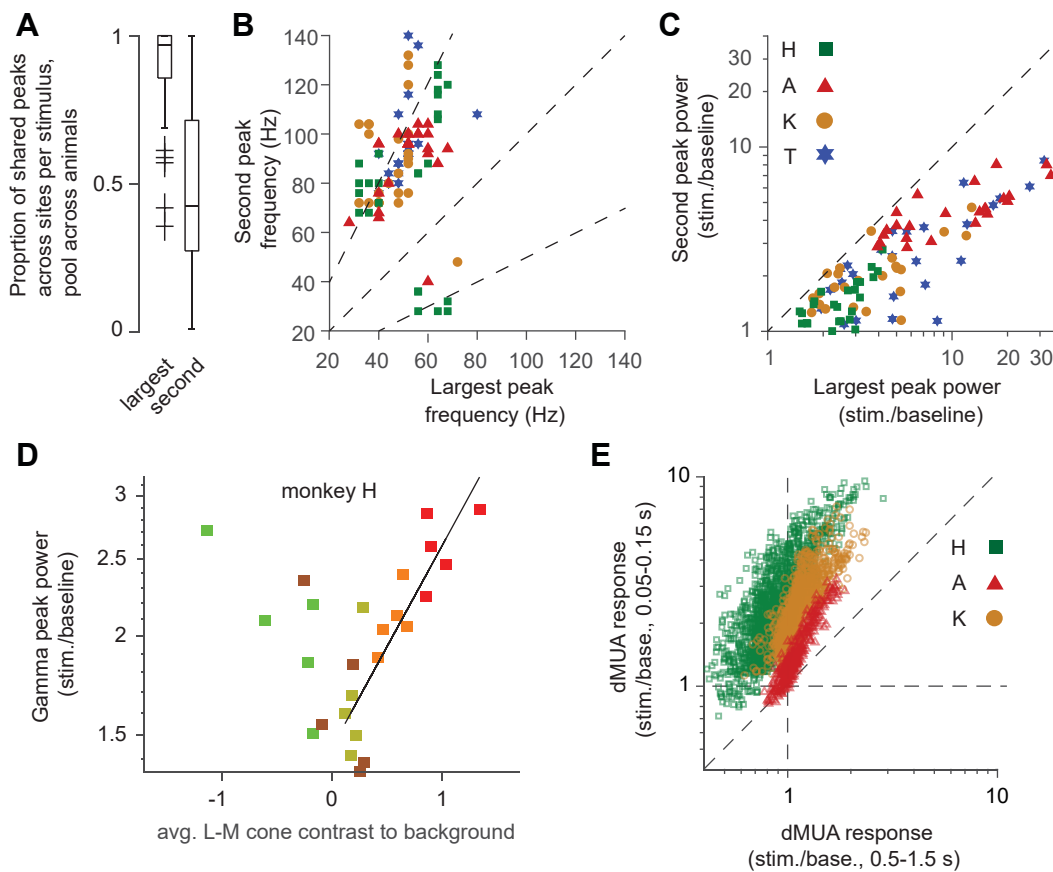 A
Proportion of shared peaks
across sites per stimulus,
pool across animals
1
0.5
0
largest
second
B
Second peak
frequency (Hz)
140
120
100
80
60
40
20
20 40 60 80 100 120 140
Largest peak
frequency (Hz)
C
Second peak power
(stim./baseline)
40
20
10
1
H
A
K
T
1 10 20 30
Largest peak power
(stim./baseline)
D
Gamma peak power
(stim./baseline)
3
2.5
2
1.5
monkey H
-1 0 1
avg. L-M cone contrast to background
E
dMUA response
(stim./base., 0.05-0.15 s)
10
1
H
A
K
1 10
dMUA response
(stim./base., 0.5-1.5 s)